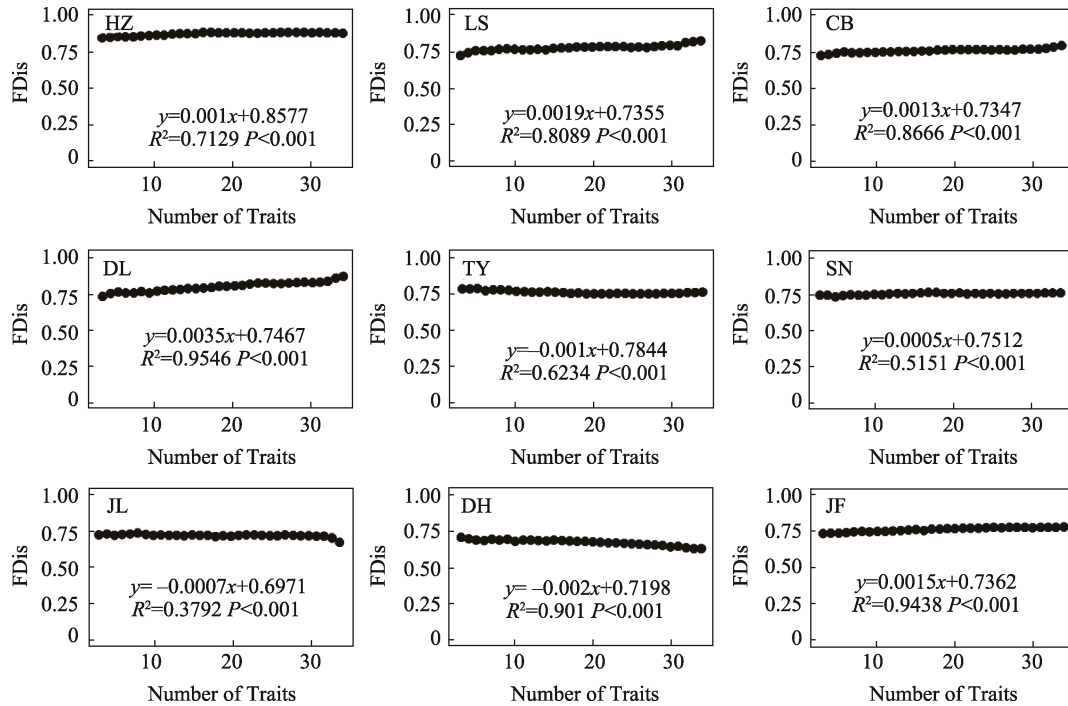 1.00
HZ
0.75
0.50
0.25
0
FDis
y=0.001x+0.8577
R²=0.7129 P<0.001
10 20 30
Number of Traits
1.00
LS
0.75
0.50
0.25
0
FDis
y=0.0019x+0.7355
R²=0.8089 P<0.001
10 20 30
Number of Traits
1.00
CB
0.75
0.50
0.25
0
FDis
y=0.0013x+0.7347
R²=0.8666 P<0.001
10 20 30
Number of Traits
1.00
DL
0.75
0.50
0.25
0
FDis
y=0.0035x+0.7467
R²=0.9546 P<0.001
10 20 30
Number of Traits
1.00
TY
0.75
0.50
0.25
0
FDis
y=–0.001x+0.7844
R²=0.6234 P<0.001
10 20 30
Number of Traits
1.00
SN
0.75
0.50
0.25
0
FDis
y=0.0005x+0.7512
R²=0.5151 P<0.001
10 20 30
Number of Traits
1.00
JL
0.75
0.50
0.25
0
FDis
y= –0.0007x+0.6971
R²=0.3792 P<0.001
10 20 30
Number of Traits
1.00
DH
0.75
0.50
0.25
0
FDis
y= –0.002x+0.7198
R²=0.901 P<0.001
10 20 30
Number of Traits
1.00
JF
0.75
0.50
0.25
0
FDis
y=0.0015x+0.7362
R²=0.9438 P<0.001
10 20 30
Number of Traits